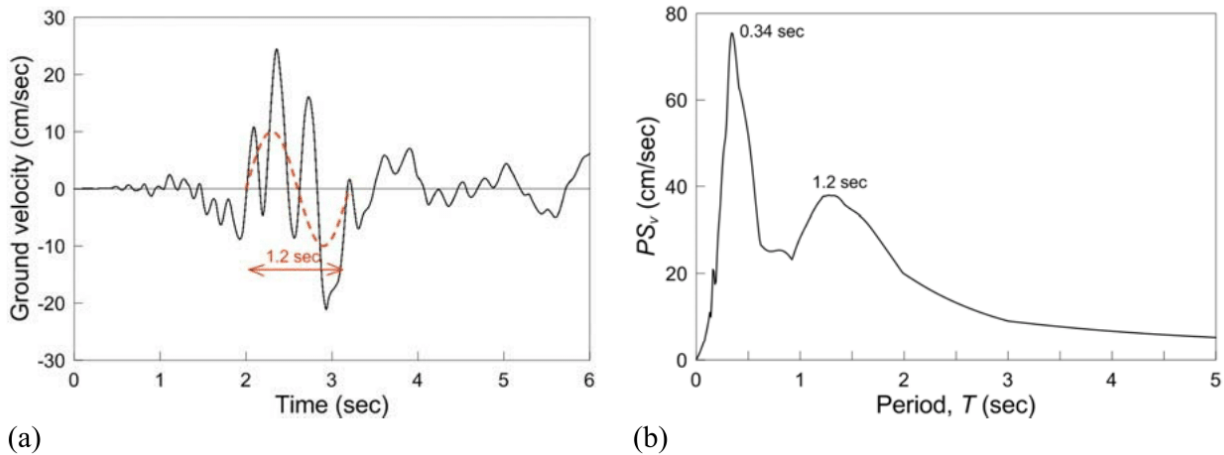 30
20
10
0
-10
-20
-30
Ground velocity (cm/sec)
1.2 sec
0 1 2 3 4 5 6
Time (sec)
(a)
80
60
40
20
0
PSv (cm/sec)
0.34 sec
1.2 sec
0 1 2 3 4 5
Period, T (sec)
(b)